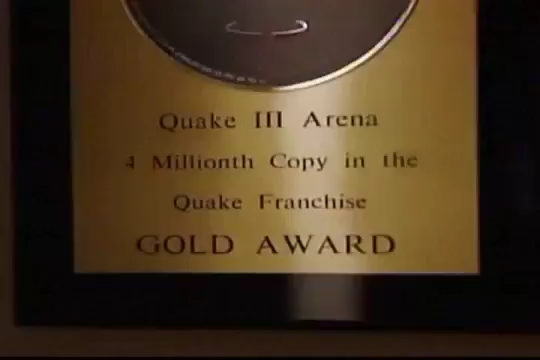 Quake III Arena
4 Millionth Copy in the
Quake Franchise
GOLD AWARD